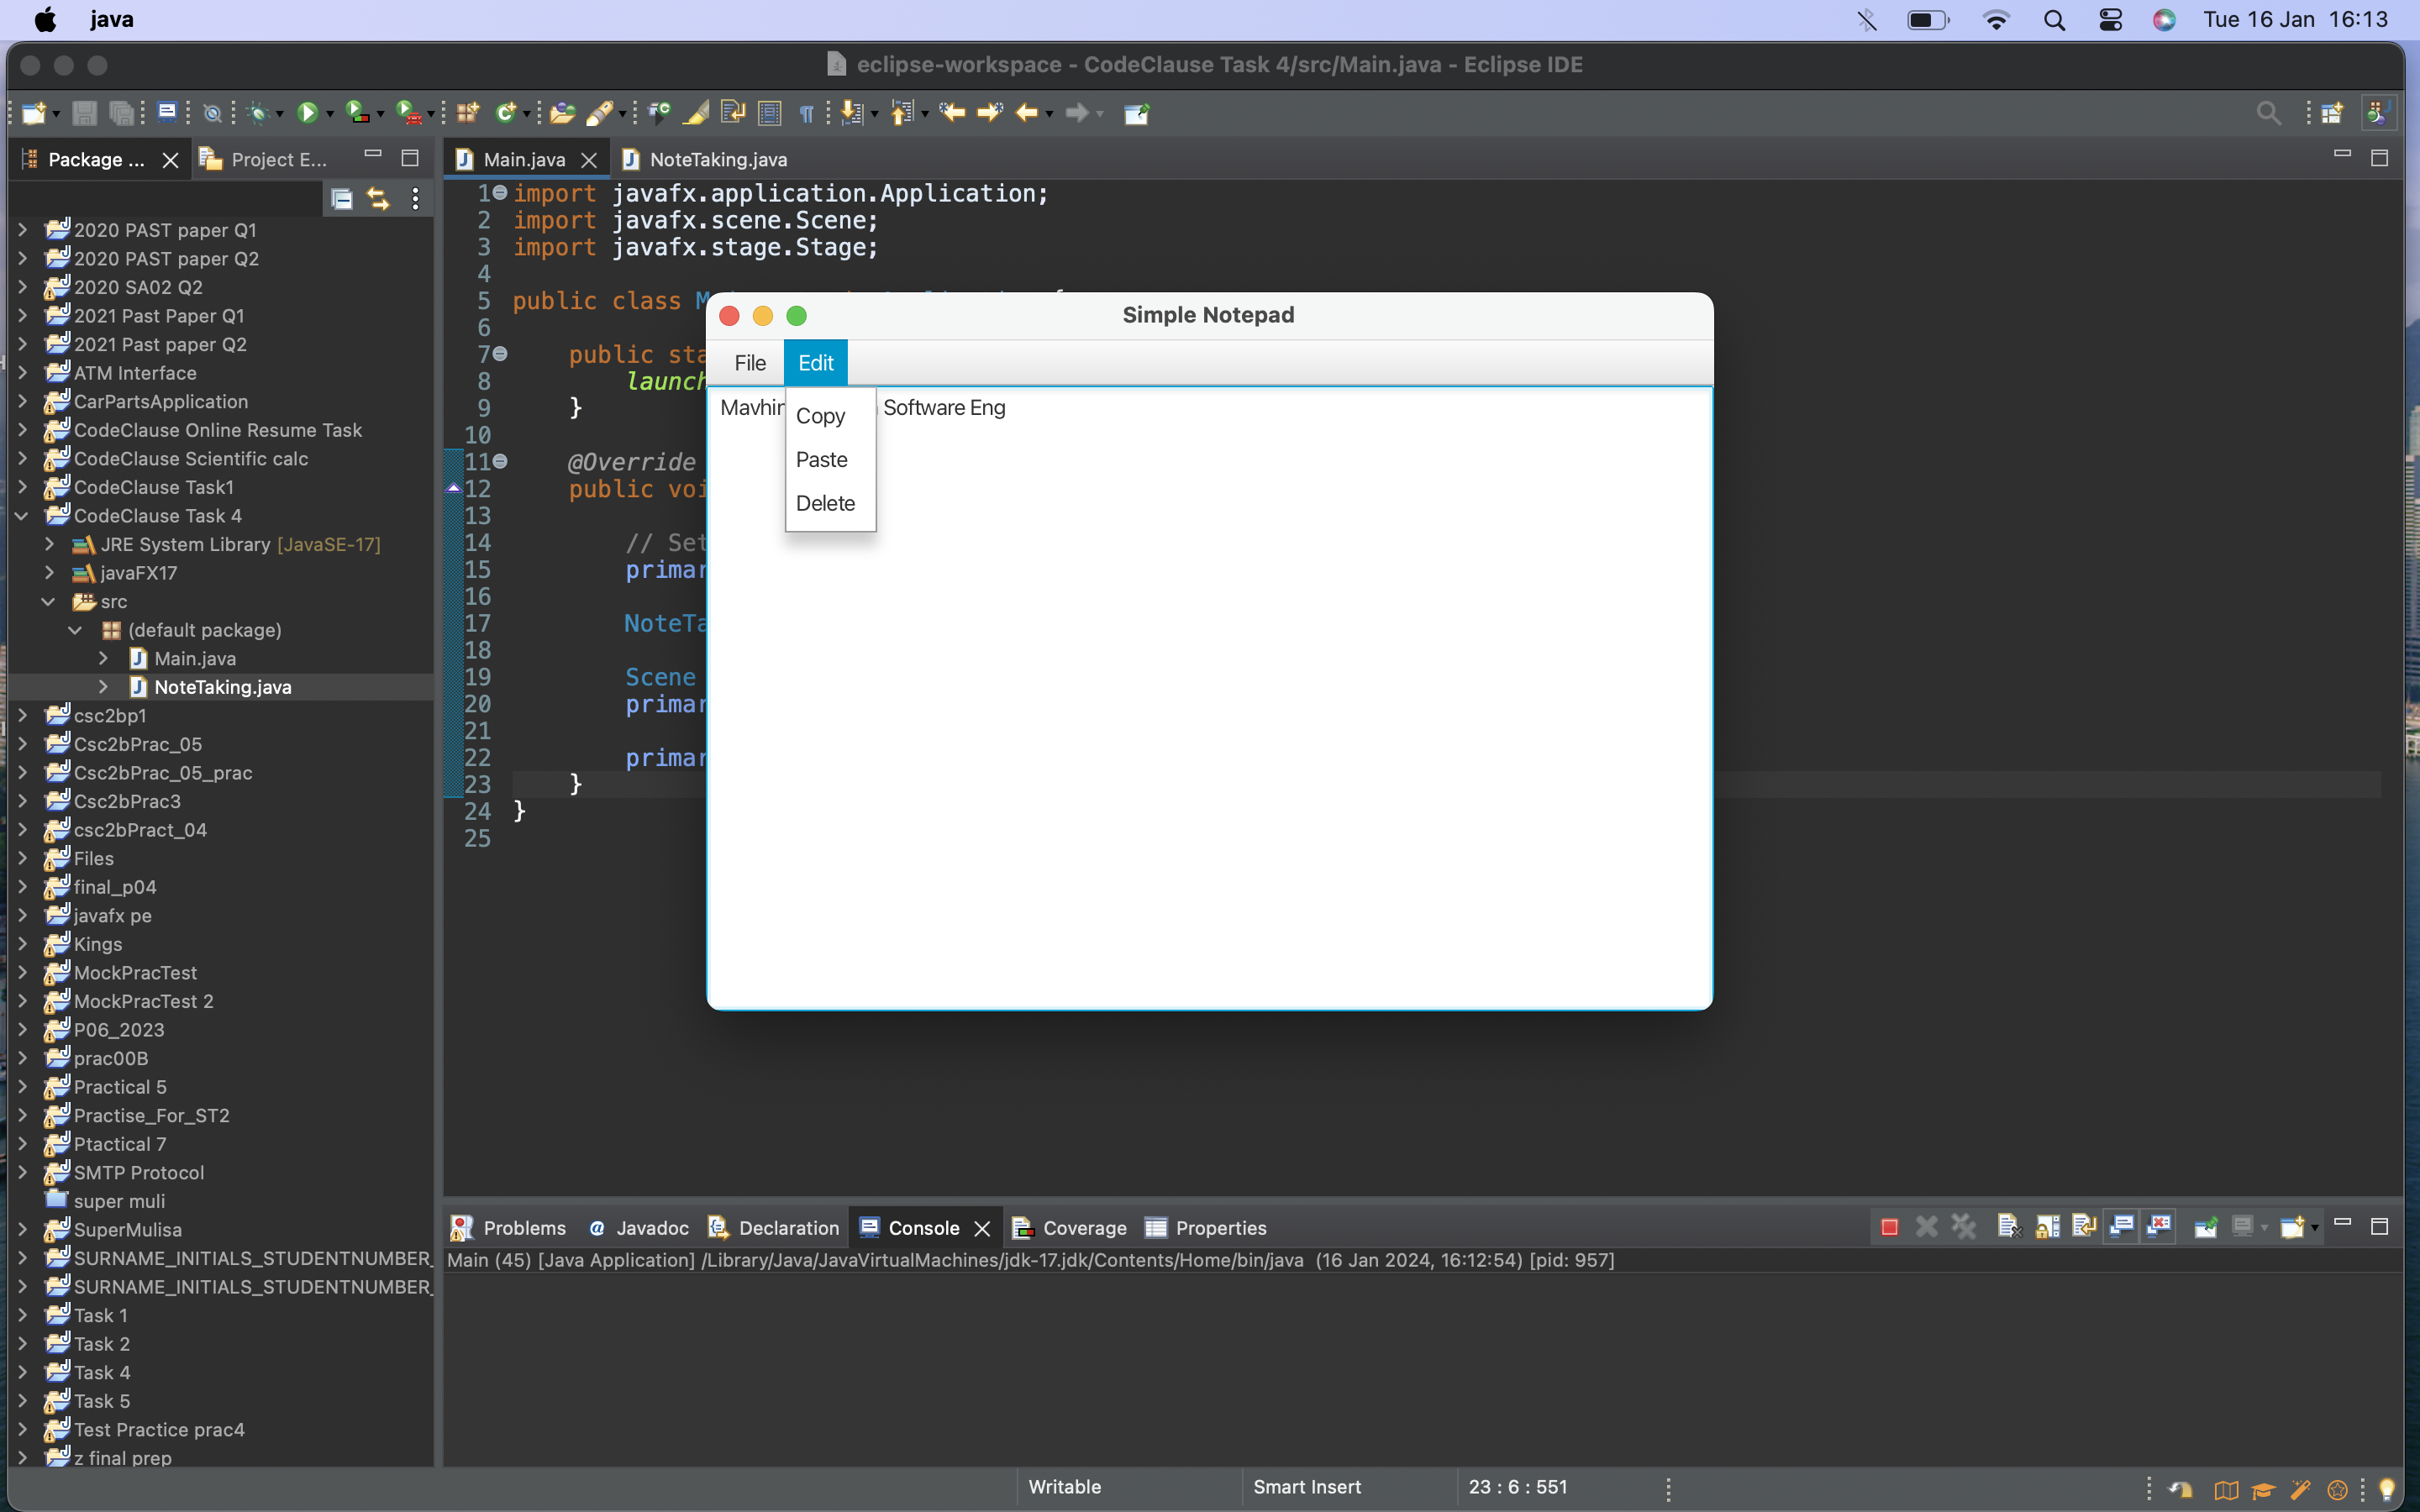 java
Tue 16 Jan 16:13
eclipse-workspace - CodeClause Task 4/src/Main.java - Eclipse IDE
Package ...
Project E...
Main.java
NoteTaking.java
2020 PAST paper Q1
2020 PAST paper Q2
2020 SA02 Q2
2021 Past Paper Q1
2021 Past paper Q2
ATM Interface
CarPartsApplication
CodeClause Online Resume Task
CodeClause Scientific calc
CodeClause Task1
CodeClause Task 4
JRE System Library [JavaSE-17]
javaFX17
src
(default package)
Main.java
NoteTaking.java
csc2bp1
Csc2bPrac_05
Csc2bPrac_05_prac
Csc2bPrac3
csc2bPract_04
Files
final_p04
javafx pe
Kings
MockPracTest
MockPracTest 2
P06_2023
prac00B
Practical 5
Practise_For_ST2
Ptactical 7
SMTP Protocol
super muli
SuperMulisa
SURNAME_INITIALS_STUDENTNUMBER_
SURNAME_INITIALS_STUDENTNUMBER_
Task 1
Task 2
Task 4
Task 5
Test Practice prac4
z final prep
1 import javafx.application.Application;
2 import javafx.scene.Scene;
3 import javafx.stage.Stage;
4
5 public class
6
7 public
8
9 }
10
11 @Override
12 public
13
14 //
15
16
17
18
19 Scene
20
21
22
23 }
24 }
25
Simple Notepad
File Edit
Software Eng
Copy
Paste
Delete
Problems
Javadoc
Declaration
Console
Coverage
Properties
Main (45) [Java Application] /Library/Java/JavaVirtualMachines/jdk-17.jdk/Contents/Home/bin/java (16 Jan 2024, 16:12:54) [pid: 957]
Writable
Smart Insert
23 : 6 : 551